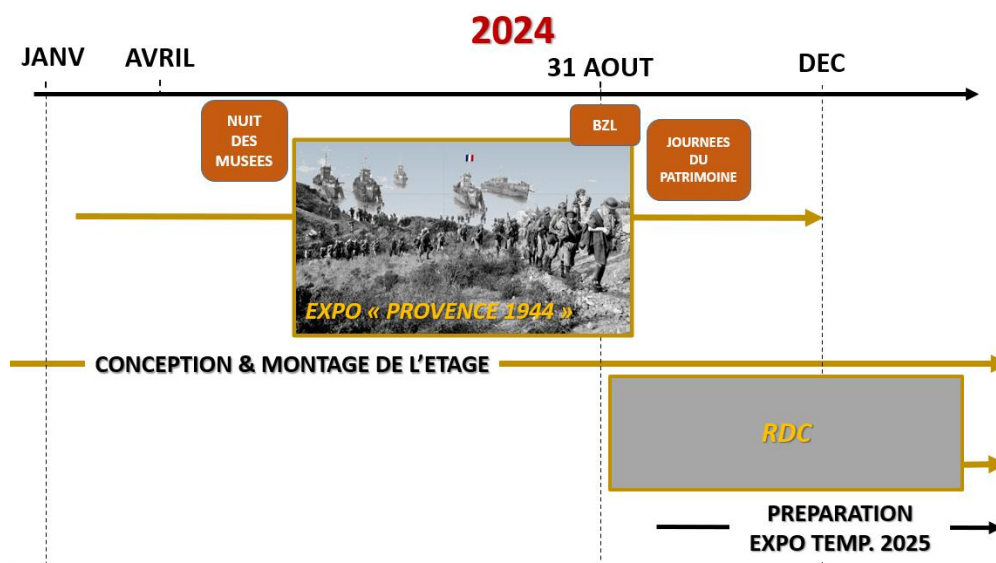 2024
JANV
AVRIL
31 AOUT
DEC
NUIT
DES
MUSEES
BZL
JOURNEES
DU
PATRIMOINE
EXPO « PROVENCE 1944 »
CONCEPTION & MONTAGE DE L'ETAGE
RDC
PREPARATION
EXPO TEMP. 2025